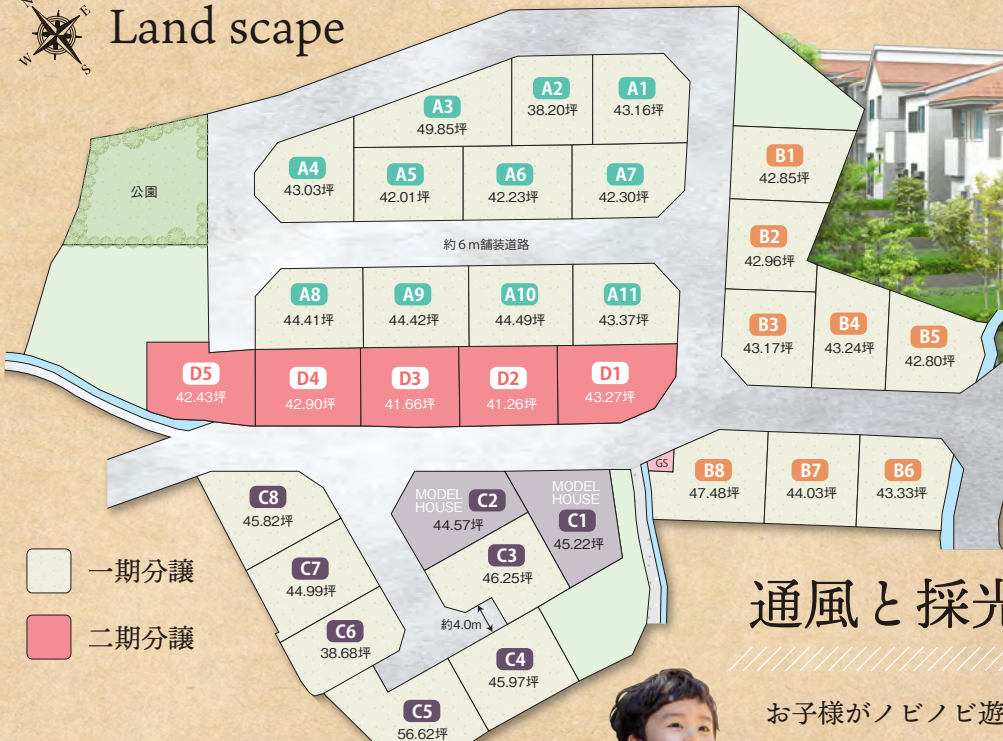 N
E
W
S
Land scape
A1
43.16坪
A2
38.20坪
A3
49.85坪
A4
43.03坪
A5
42.01坪
A6
42.23坪
A7
42.30坪
公園
約6m舗装道路
A8
44.41坪
A9
44.42坪
A10
44.49坪
A11
43.37坪
B1
42.85坪
B2
42.96坪
B3
43.17坪
B4
43.24坪
B5
42.80坪
D5
42.43坪
D4
42.90坪
D3
41.66坪
D2
41.26坪
D1
43.27坪
GS
B8
47.48坪
B7
44.03坪
B6
43.33坪
C8
45.82坪
MODEL
HOUSE
C2
44.57坪
MODEL
HOUSE
C1
45.22坪
C7
44.99坪
C3
46.25坪
C6
38.68坪
約4.0m
C4
45.97坪
C5
56.62坪
一期分譲
二期分譲
通風と採光
お子様がノビノビ遊